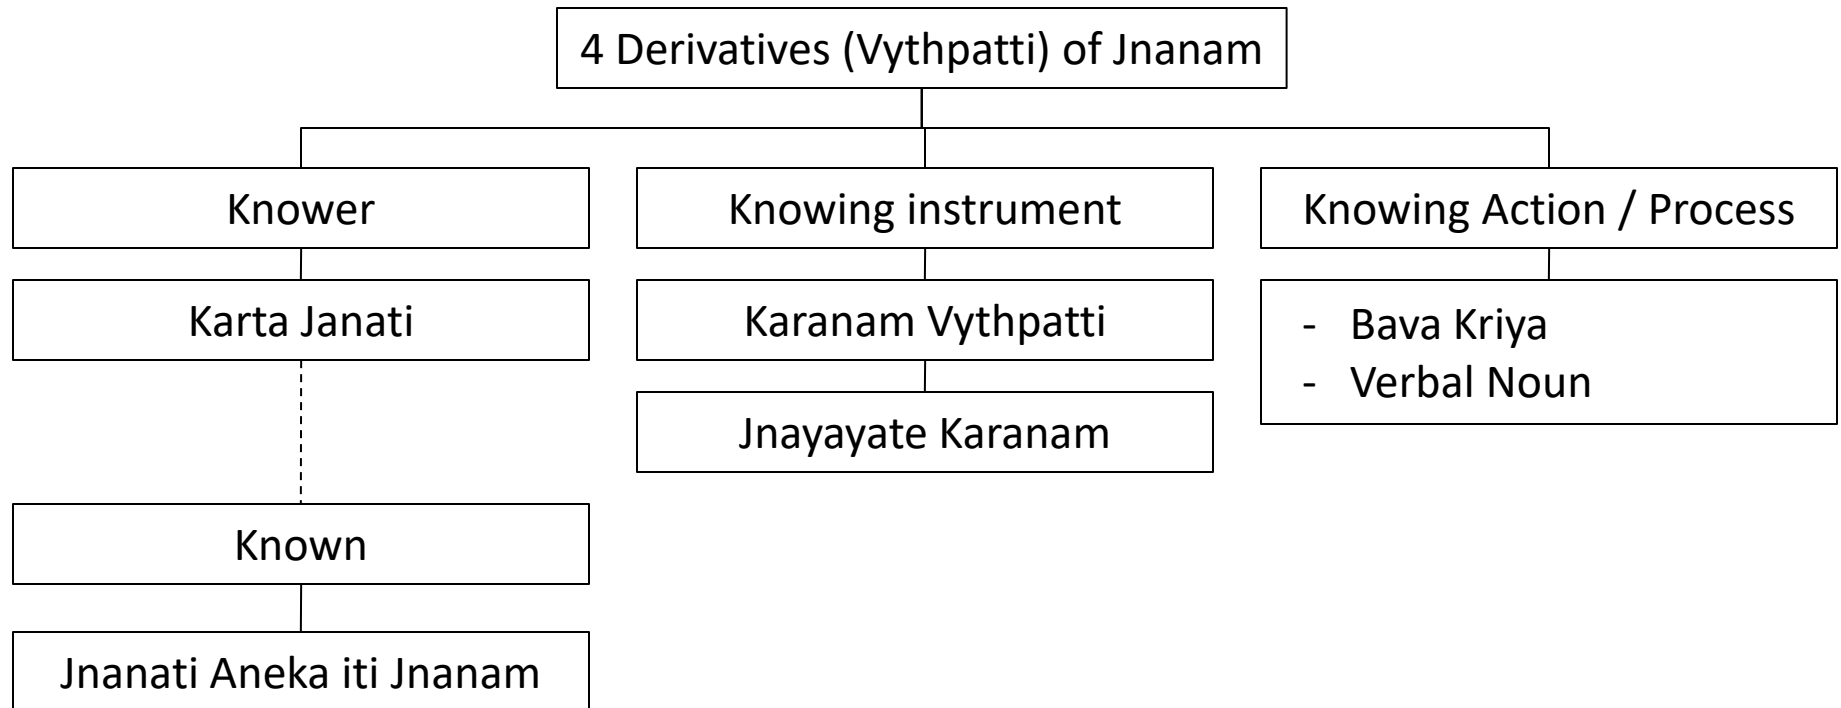 4 Derivatives (Vythpatti) of Jnanam
Knower
Karta Janati
Known
Jnanati Aneka iti Jnanam
Knowing instrument
Karanam Vythpatti
Jnayayate Karanam
Knowing Action / Process
- Bava Kriya
- Verbal Noun